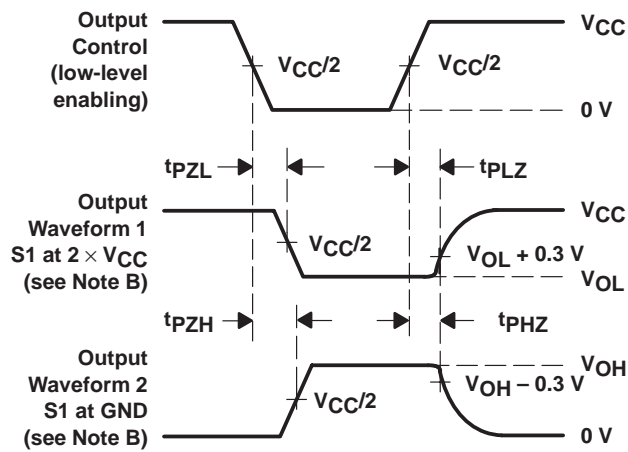 Output
Control
(low-level
enabling)
VCC
VCC/2
VCC/2
0 V
tPZL
tPLZ
Output
Waveform 1
S1 at 2 × VCC
(see Note B)
VCC
VCC/2
VOL + 0.3 V
VOL
tPZH
tPHZ
Output
Waveform 2
S1 at GND
(see Note B)
VOH
VCC/2
VOH – 0.3 V
0 V